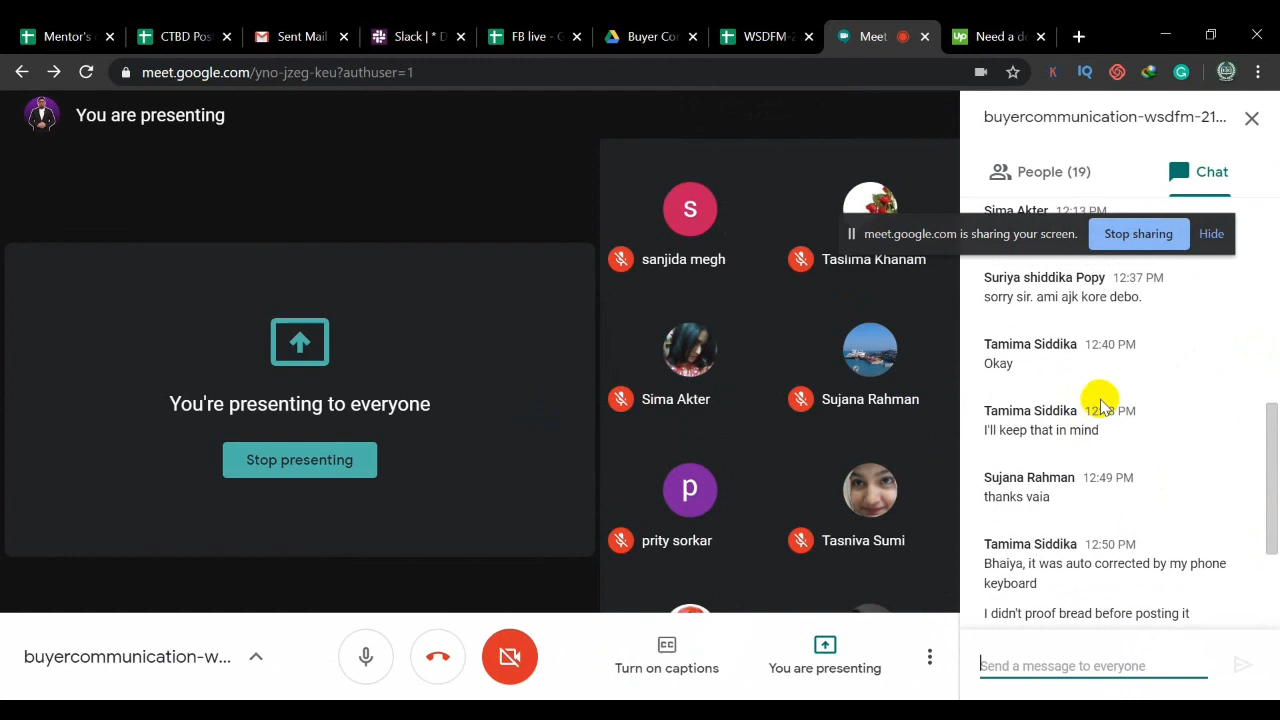 Mentor's
CTBD Pos
Sent Mail
Slack | * D
FB live - G
Buyer Co
WSDFM-2
Meet
Need a d
meet.google.com/yno-jzeg-keu?authuser=1
You are presenting
buyercommunication-wsdfm-21...
People (19)
Chat
Sima Akter 12:13 PM
meet.google.com is sharing your screen.
Stop sharing
Hide
s
sanjida megh
Taslima Khanam
Suriya shiddika Popy 12:37 PM
sorry sir. ami ajk kore debo.
Tamima Siddika 12:40 PM
Okay
Sima Akter
Sujana Rahman
You're presenting to everyone
Stop presenting
Tamima Siddika PM
I'll keep that in mind
Sujana Rahman 12:49 PM
thanks vaia
p
prity sorkar
Tasniva Sumi
Tamima Siddika 12:50 PM
Bhaiya, it was auto corrected by my phone
keyboard
I didn't proof bread before posting it
buyercommunication-w...
Turn on captions
You are presenting
Send a message to everyone